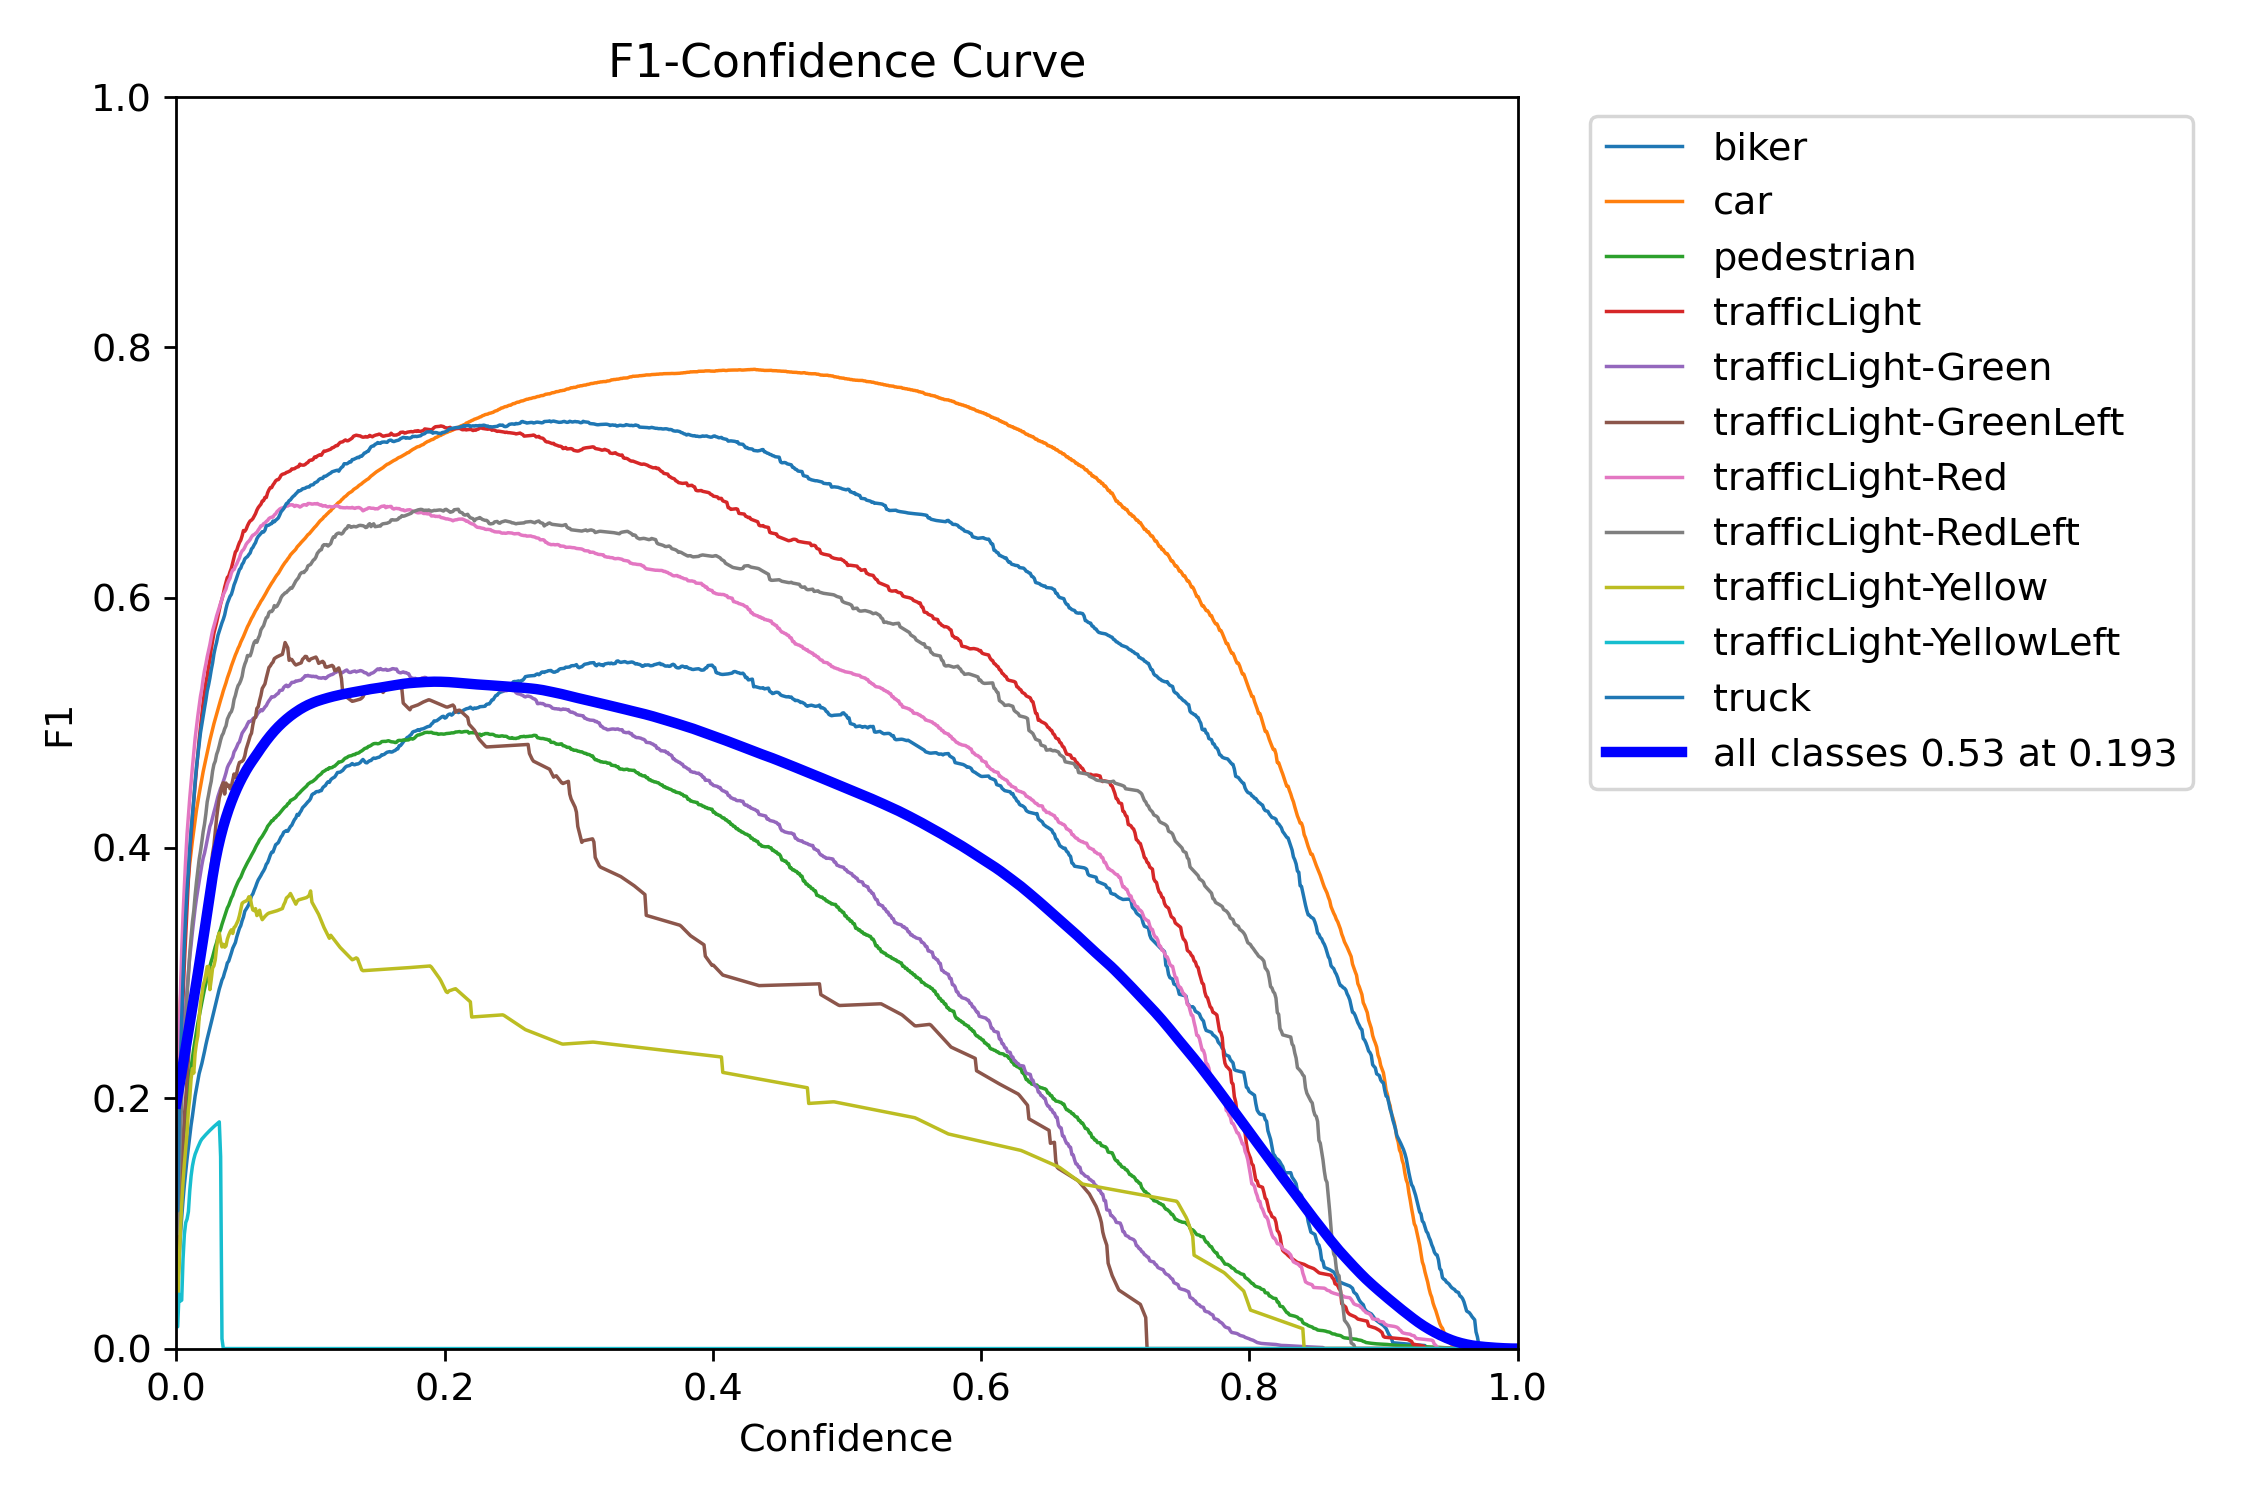 F1-Confidence Curve
1.0
0.8
0.6
0.4
0.2
0.0
F1
0.0 0.2 0.4 0.6 0.8 1.0
Confidence
biker
car
pedestrian
trafficLight
trafficLight-Green
trafficLight-GreenLeft
trafficLight-Red
trafficLight-RedLeft
trafficLight-Yellow
trafficLight-YellowLeft
truck
all classes 0.53 at 0.193